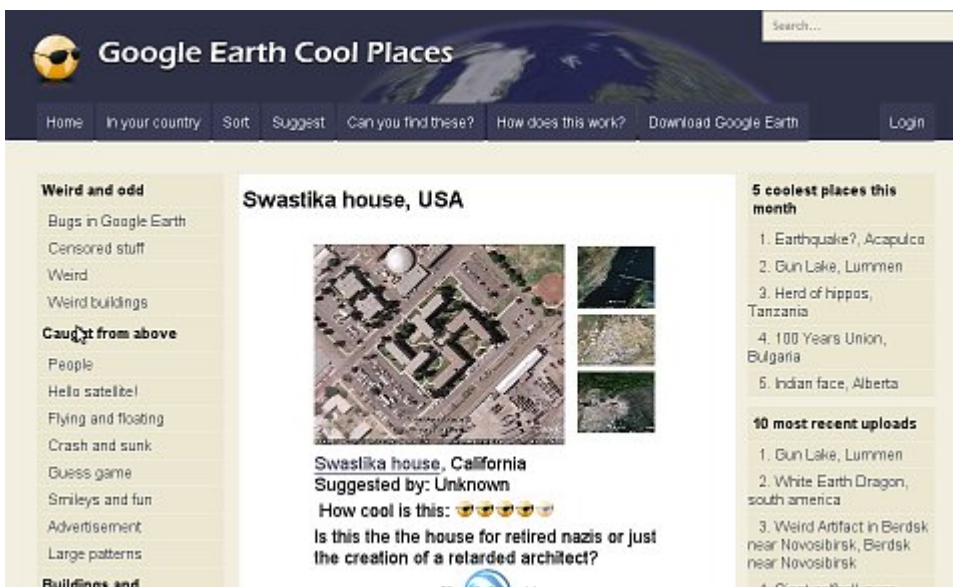 Search...
Google Earth Cool Places
Home In your country Sort Suggest Can you find these? How does this work? Download Google Earth Login
Weird and odd
Bugs in Google Earth
Censored stuff
Weird
Weird buildings
Caught from above
People
Hello satellite!
Flying and floating
Crash and sunk
Guess game
Smileys and fun
Advertisement
Large patterns
Buildings and
Swastika house, USA
Swastika house, California
Suggested by: Unknown
How cool is this:
Is this the the house for retired nazis or just
the creation of a retarded architect?
5 coolest places this
month
1. Earthquake?, Acapulco
2. Gun Lake, Lummen
3. Herd of hippos,
Tanzania
4. 100 Years Union,
Bulgaria
5. Indian face, Alberta
10 most recent uploads
1. Gun Lake, Lummen
2. White Earth Dragon,
south america
3. Weird Artifact in Berdsk
near Novosibirsk, Berdsk
near Novosibirsk